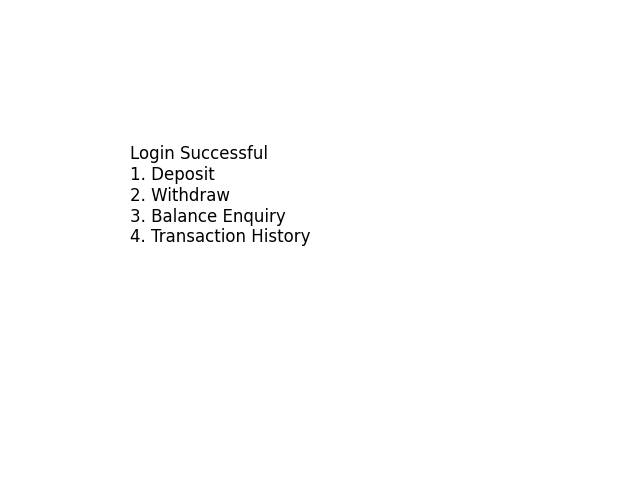 Login Successful
1. Deposit
2. Withdraw
3. Balance Enquiry
4. Transaction History